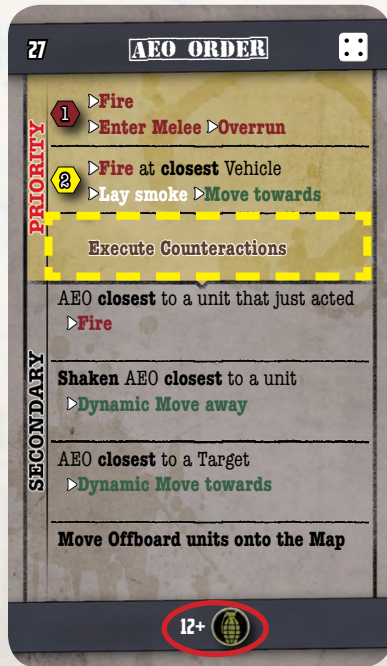 27 AEO ORDER
PRIORITY
1 ▷Fire
▷Enter Melee ▷Overrun
2 ▷Fire at closest Vehicle
▷Lay smoke ▷Move towards
Execute Counteractions
SECONDARY
AEO closest to a unit that just acted
▷Fire
Shaken AEO closest to a unit
▷Dynamic Move away
AEO closest to a Target
▷Dynamic Move towards
Move Offboard units onto the Map
12+